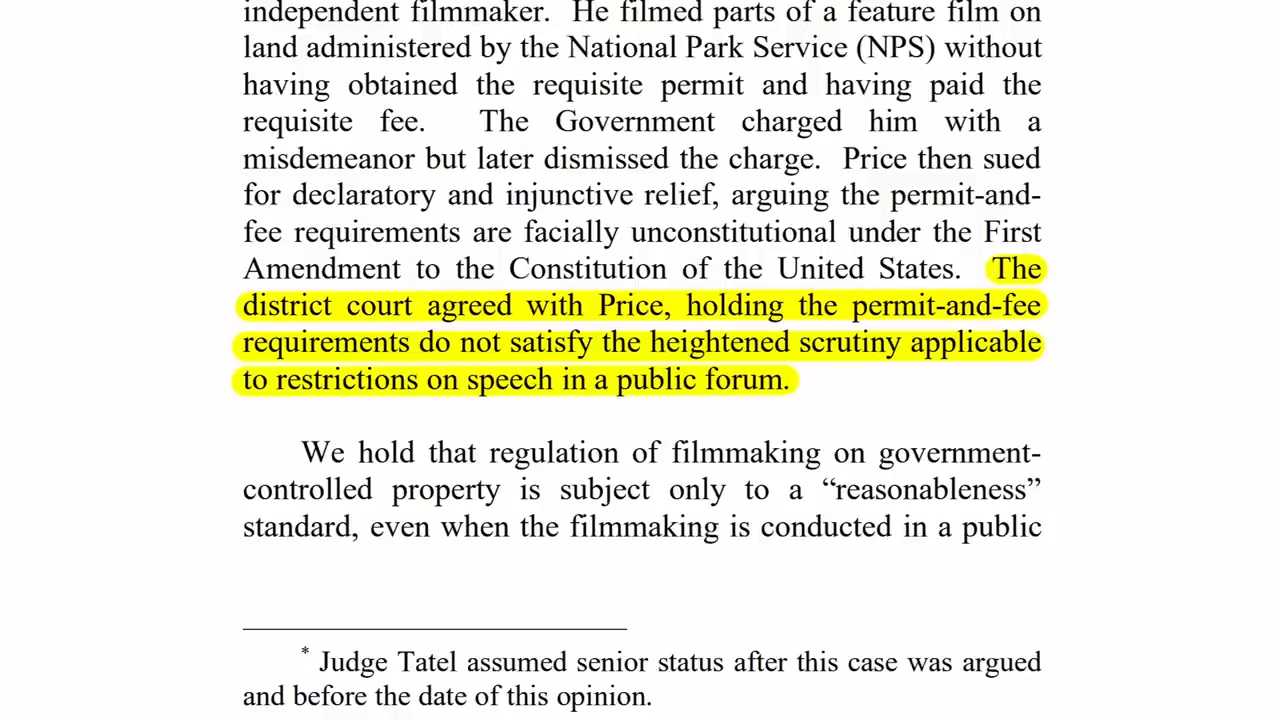 independent filmmaker. He filmed parts of a feature film on
land administered by the National Park Service (NPS) without
having obtained the requisite permit and having paid the
requisite fee. The Government charged him with a
misdemeanor but later dismissed the charge. Price then sued
for declaratory and injunctive relief, arguing the permit-and-
fee requirements are facially unconstitutional under the First
Amendment to the Constitution of the United States. The
district court agreed with Price, holding the permit-and-fee
requirements do not satisfy the heightened scrutiny applicable
to restrictions on speech in a public forum.
We hold that regulation of filmmaking on government-
controlled property is subject only to a “reasonableness”
standard, even when the filmmaking is conducted in a public
* Judge Tatel assumed senior status after this case was argued
and before the date of this opinion.